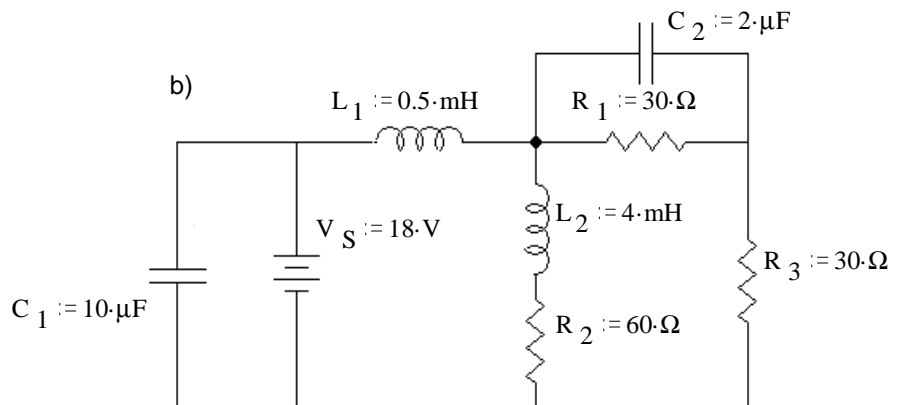 C 2 := 2·μF
b)
L 1 := 0.5·mH
R 1 := 30·Ω
L 2 := 4·mH
V S := 18·V
R 3 := 30·Ω
C 1 := 10·μF
R 2 := 60·Ω